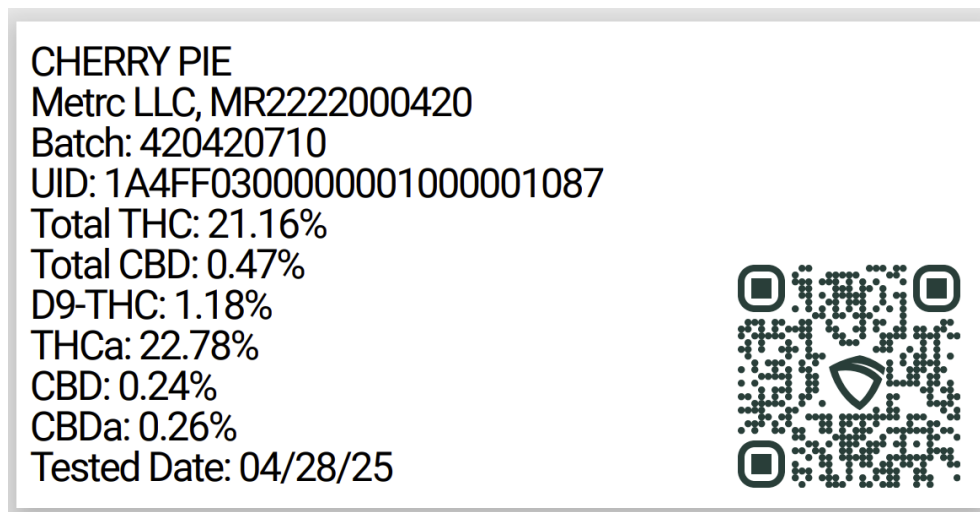 CHERRY PIE
Metrc LLC, MR2222000420
Batch: 420420710
UID: 1A4FF0300000001000001087
Total THC: 21.16%
Total CBD: 0.47%
D9-THC: 1.18%
THCa: 22.78%
CBD: 0.24%
CBDa: 0.26%
Tested Date: 04/28/25